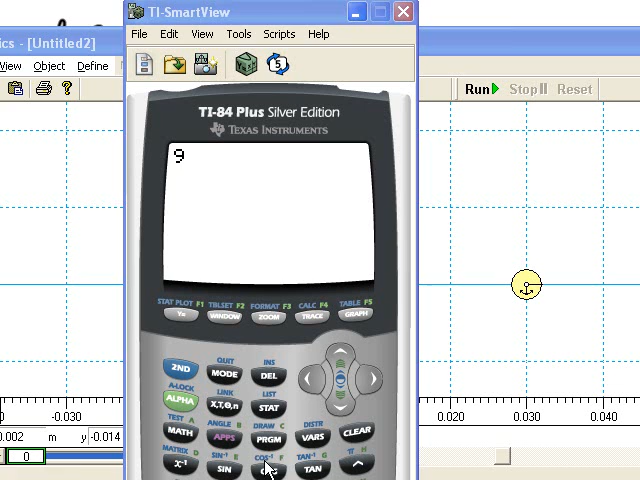 TI-SmartView
File Edit View Tools Scripts Help
ics - [Untitled2]
View Object Define
Run Stop Reset
TI-84 Plus Silver Edition
TEXAS INSTRUMENTS
9
STAT PLOT F1 TBLSET F2 FORMAT F3 CALC F4 TABLE F5
Y= WINDOW ZOOM TRACE GRAPH
QUIT INS
2ND MODE DEL
A-LOCK LINK LIST
ALPHA X,T,Θ,n STAT
TEST A ANGLE B DRAW C DISTR
MATH APPS PRGM VARS CLEAR
MATRIX D SIN⁻¹ E COS⁻¹ F TAN⁻¹ G π H
x⁻¹ SIN COS TAN ^
-0.030 0.020 0.030 0.040
0.002 m y -0.014
0